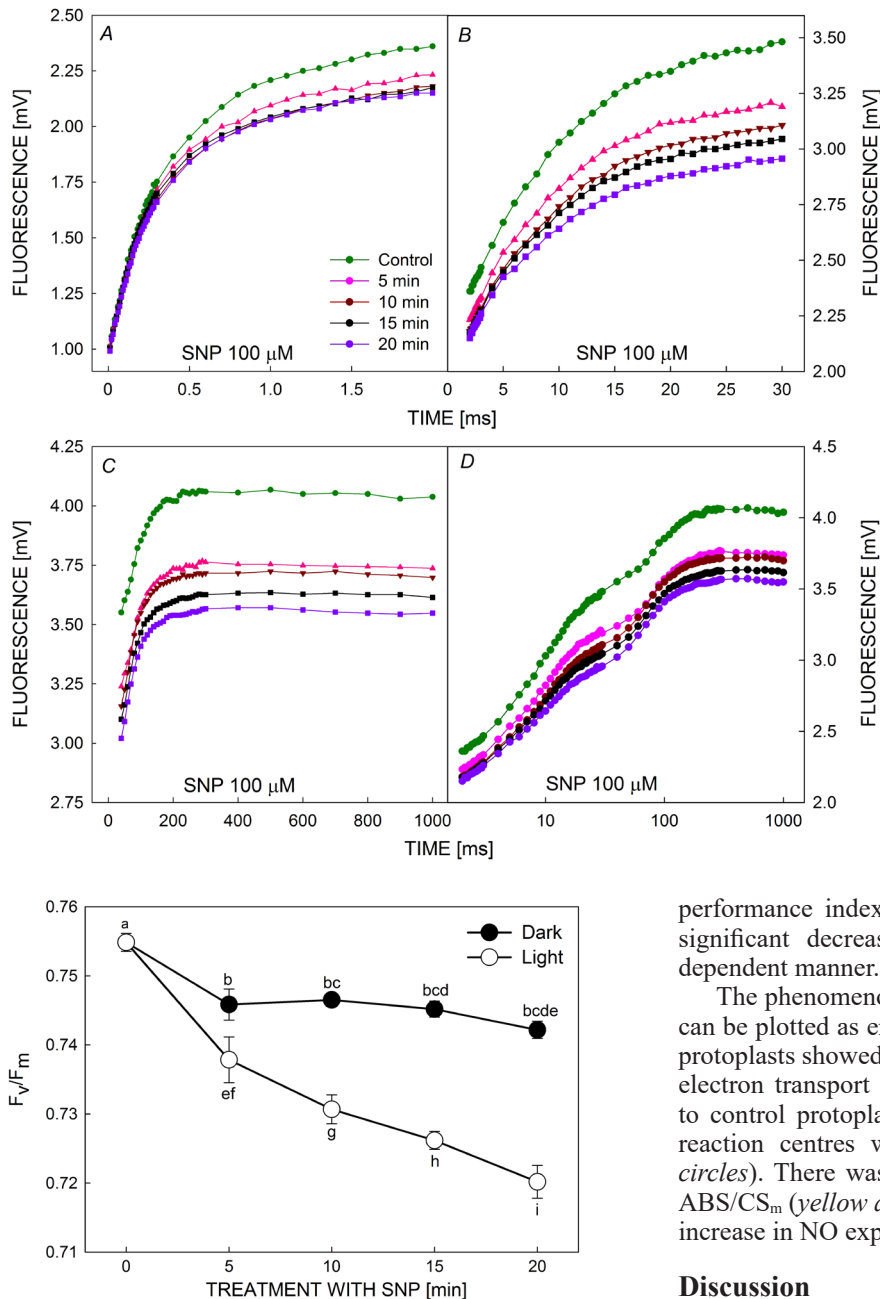 A
2.50
2.25
2.00
1.75
1.50
1.25
1.00
FLUORESCENCE [mV]
Control
5 min
10 min
15 min
20 min
SNP 100 μM
0
0.5
1.0
1.5
B
3.50
3.25
3.00
2.75
2.50
2.25
2.00
FLUORESCENCE [mV]
SNP 100 μM
0
5
10
15
20
25
30
TIME [ms]
C
4.25
4.00
3.75
3.50
3.25
3.00
2.75
FLUORESCENCE [mV]
SNP 100 μM
0
200
400
600
800
1000
D
4.5
4.0
3.5
3.0
2.5
2.0
FLUORESCENCE [mV]
SNP 100 μM
10
100
1000
TIME [ms]
0.76
0.75
0.74
0.73
0.72
0.71
Fv/Fm
Dark
Light
a
b
bc
bcd
bcde
ef
g
h
i
0
5
10
15
20
TREATMENT WITH SNP [min]
performance index
significant decreas
dependent manner.
The phenomeno
can be plotted as e
protoplasts showed
electron transport
to control protopla
reaction centres v
circles). There was
ABS/CSm (yellow a
increase in NO exp
Discussion